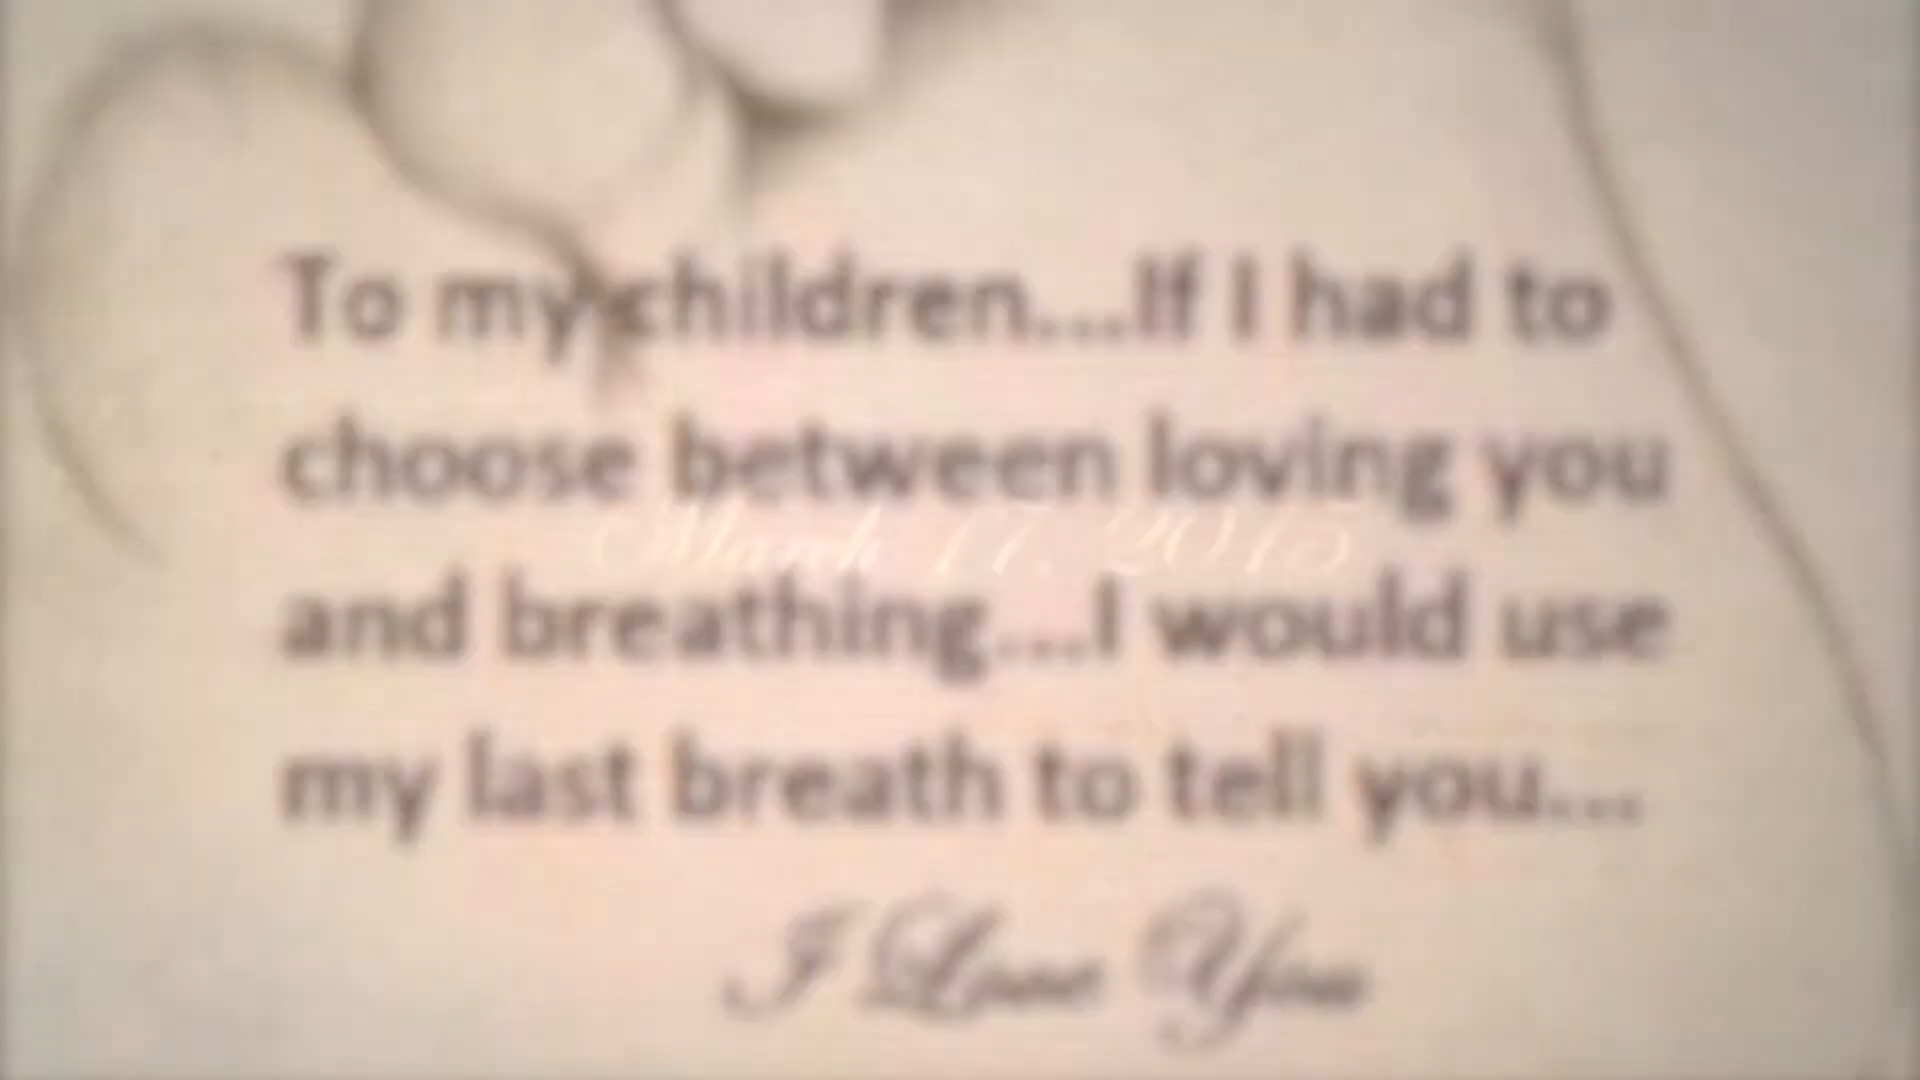 To my children...If I had to
choose between loving you
March 17, 2015
and breathing...I would use
my last breath to tell you...
I Love You